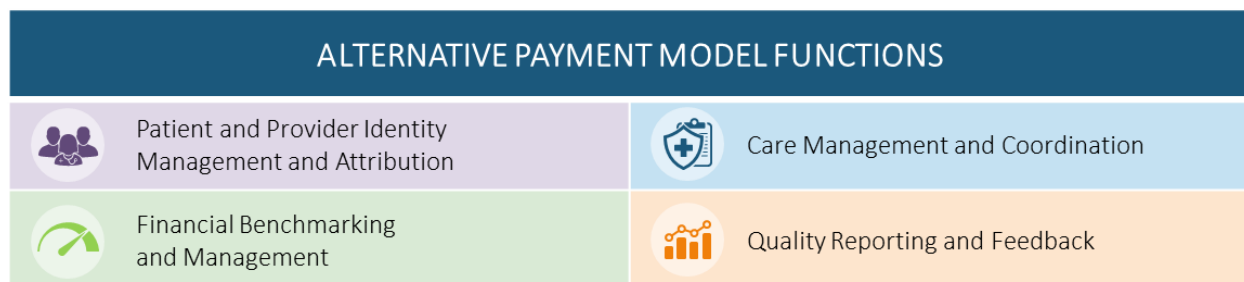 ALTERNATIVE PAYMENT MODEL FUNCTIONS
Patient and Provider Identity
Management and Attribution
Care Management and Coordination
Financial Benchmarking
and Management
Quality Reporting and Feedback